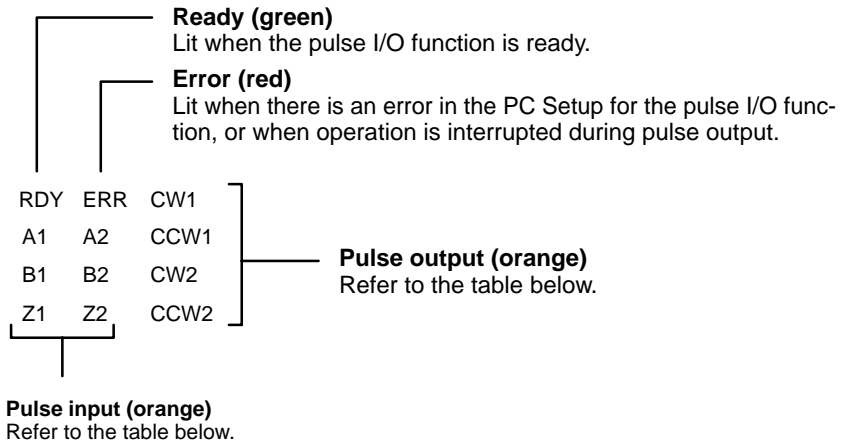 Ready (green)
Lit when the pulse I/O function is ready.
Error (red)
Lit when there is an error in the PC Setup for the pulse I/O func-
tion, or when operation is interrupted during pulse output.
RDY ERR CW1
A1 A2 CCW1
B1 B2 CW2
Z1 Z2 CCW2
Pulse output (orange)
Refer to the table below.
Pulse input (orange)
Refer to the table below.